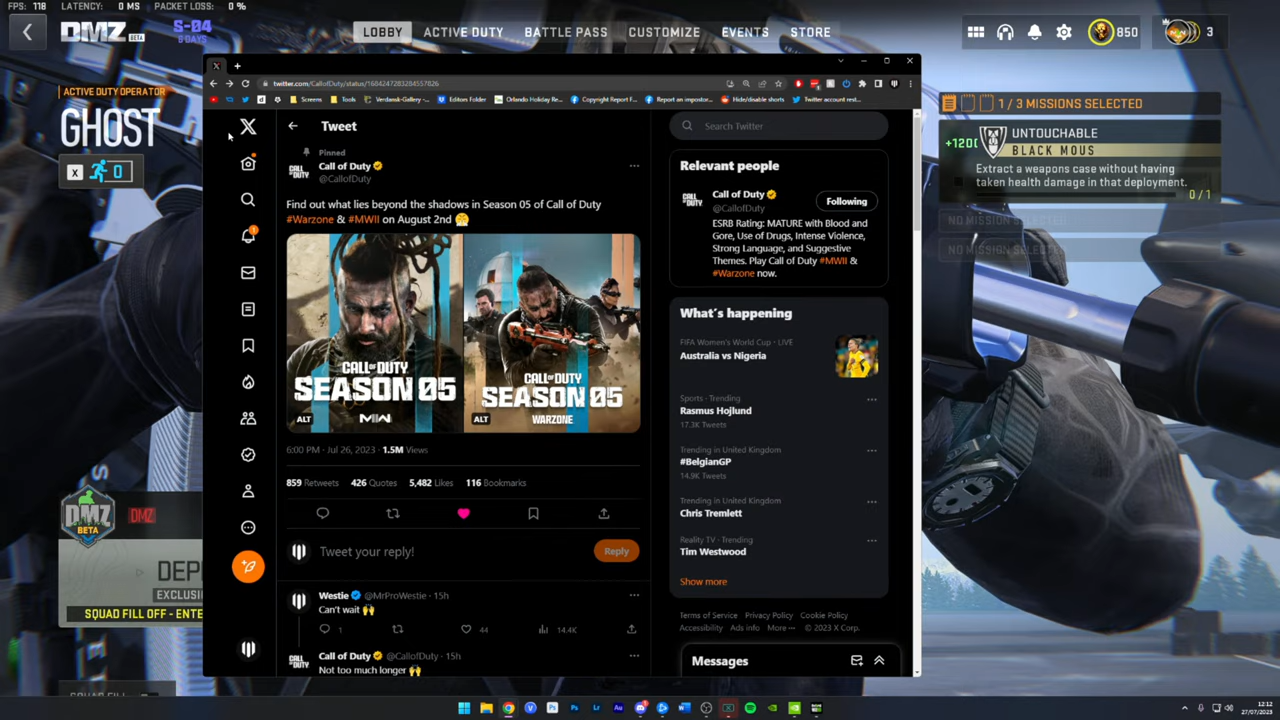 FPS: 118 LATENCY: 0 MS PACKET LOSS: 0 %
DMZ BETA
S-04
6 DAYS
LOBBY
ACTIVE DUTY
BATTLE PASS
CUSTOMIZE
EVENTS
STORE
850
3
ACTIVE DUTY OPERATOR
GHOST
X 0
1 / 3 MISSIONS SELECTED
+120
UNTOUCHABLE
BLACK MOUS
Extract a weapons case without having
taken health damage in that deployment.
0 / 1
NO MISSION SELECTED
NO MISSION SELECTED
twitter.com/CallofDuty/status/1684247283284557826
Screens
Tools
Verdansk-Gallery -...
Editors Folder
Orlando Holiday Re...
Copyright Report F...
Report an impostor...
Hide/disable shorts
Twitter account rest...
X
Tweet
Search Twitter
Pinned
Call of Duty
@CallofDuty
Find out what lies beyond the shadows in Season 05 of Call of Duty
#Warzone & #MWII on August 2nd
CALL OF DUTY
SEASON 05
MWII
ALT
CALL OF DUTY
SEASON 05
WARZONE
ALT
6:00 PM · Jul 26, 2023 · 1.5M Views
859 Retweets 426 Quotes 5,482 Likes 116 Bookmarks
Tweet your reply!
Reply
Westie @MrProWestie · 15h
Can't wait
1 44 14.4K
Call of Duty @CallofDuty · 15h
Not too much longer
Relevant people
CALL OF DUTY
Call of Duty
@CallofDuty
Following
ESRB Rating: MATURE with Blood and
Gore, Use of Drugs, Intense Violence,
Strong Language, and Suggestive
Themes. Play Call of Duty #MWII &
#Warzone now.
What's happening
FIFA Women's World Cup · LIVE
Australia vs Nigeria
Sports · Trending
Rasmus Hojlund
17.3K Tweets
Trending in United Kingdom
#BelgianGP
14.9K Tweets
Trending in United Kingdom
Chris Tremlett
Reality TV · Trending
Tim Westwood
Show more
Terms of Service Privacy Policy Cookie Policy
Accessibility Ads info More ··· © 2023 X Corp.
Messages
DMZ
BETA
DMZ
DEP
EXCLUSI
SQUAD FILL OFF - ENTE
SQUAD FILL
12:12
27/07/2023